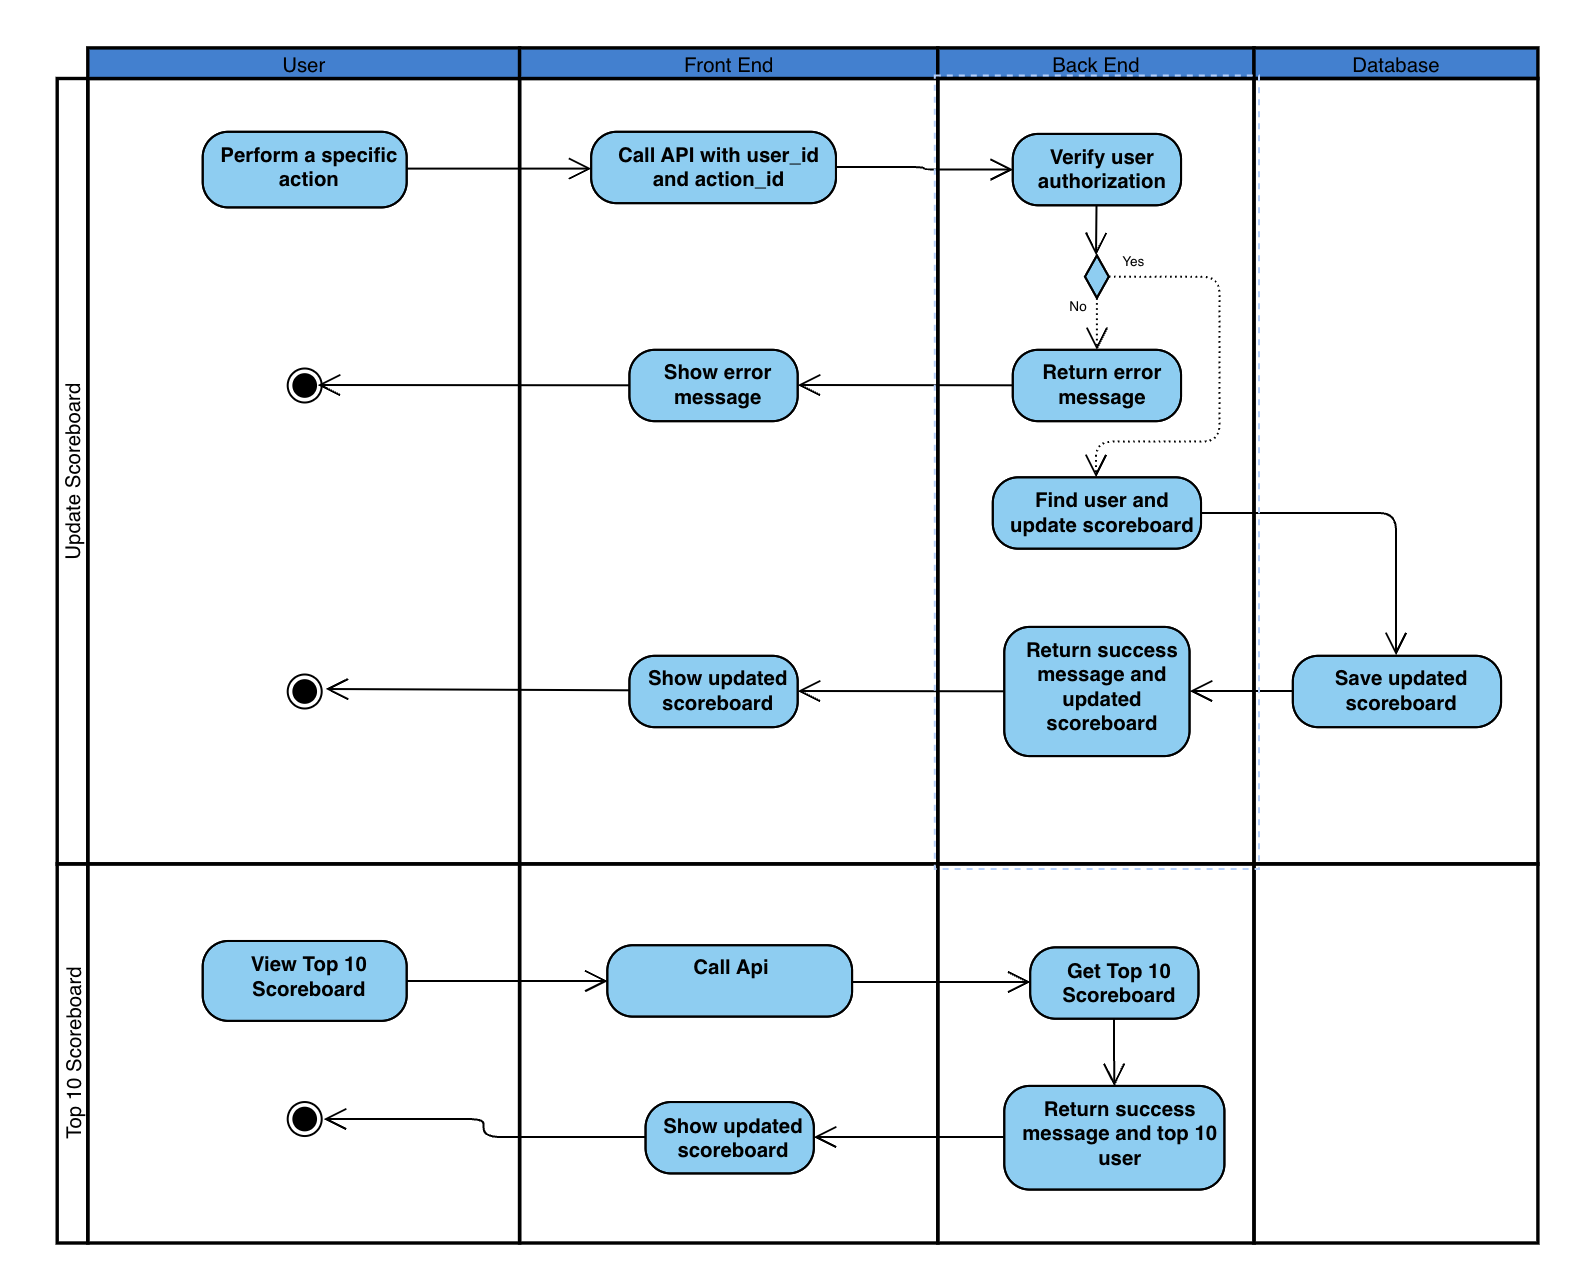 User
Front End
Back End
Database
Update Scoreboard
Perform a specific
action
Call API with user_id
and action_id
Verify user
authorization
Yes
No
Show error
message
Return error
message
Find user and
update scoreboard
Show updated
scoreboard
Return success
message and
updated
scoreboard
Save updated
scoreboard
Top 10 Scoreboard
View Top 10
Scoreboard
Call Api
Get Top 10
Scoreboard
Show updated
scoreboard
Return success
message and top 10
user